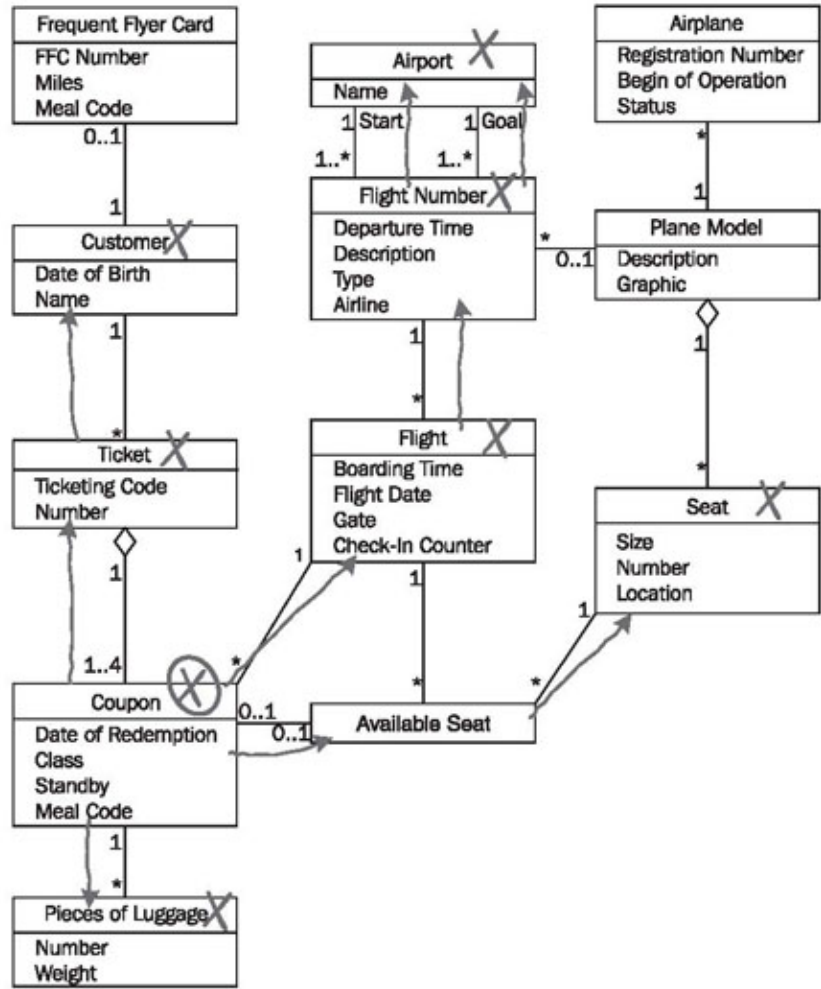 Frequent Flyer Card
FFC Number
Miles
Meal Code
0..1
1
Customer
Date of Birth
Name
1
*
Ticket
Ticketing Code
Number
1
1..4
Coupon
Date of Redemption
Class
Standby
Meal Code
1
*
Pieces of Luggage
Number
Weight
Airport
Name
1 Start
1 Goal
1..*
1..*
Flight Number
Departure Time
Description
Type
Airline
*
0..1
1
*
Flight
Boarding Time
Flight Date
Gate
Check-In Counter
1
*
1
*
0..1
0..1
Available Seat
*
1
Airplane
Registration Number
Begin of Operation
Status
*
1
Plane Model
Description
Graphic
1
*
Seat
Size
Number
Location